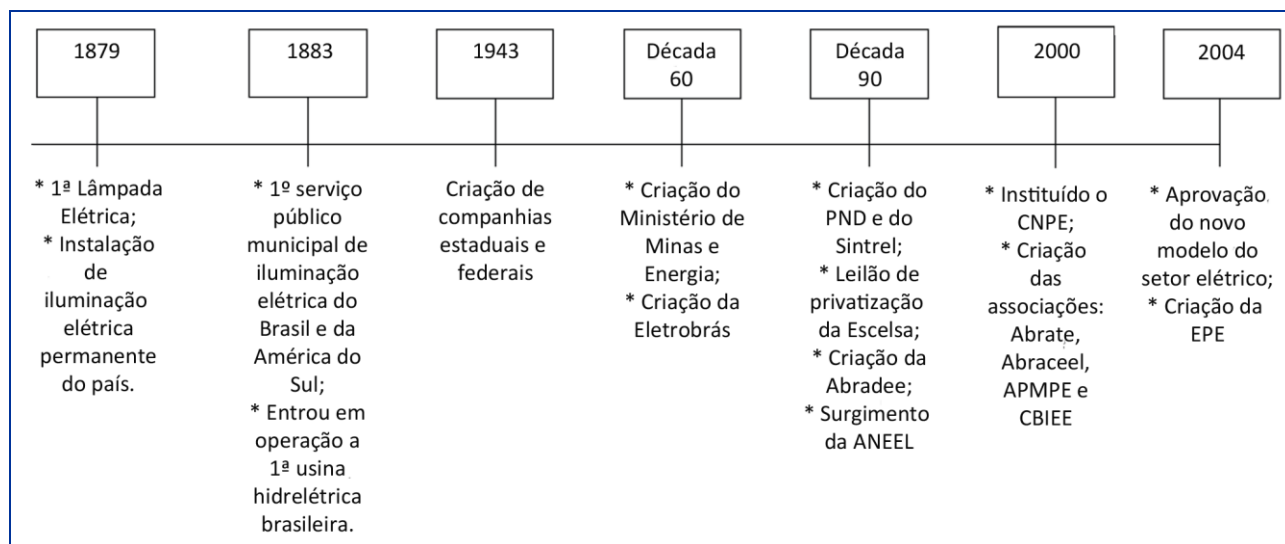 1879
1883
1943
Década
60
Década
90
2000
2004
* 1ª Lâmpada
Elétrica;
* Instalação
de
iluminação
elétrica
permanente
do país.
* 1º serviço
público
municipal de
iluminação
elétrica do
Brasil e da
América do
Sul;
* Entrou em
operação a
1ª usina
hidrelétrica
brasileira.
Criação de
companhias
estaduais e
federais
* Criação do
Ministério de
Minas e
Energia;
* Criação da
Eletrobrás
* Criação do
PND e do
Sintrel;
* Leilão de
privatização
da Escelsa;
* Criação da
Abradee;
* Surgimento
da ANEEL
* Instituído o
CNPE;
* Criação
das
associações:
Abrate,
Abraceel,
APMPE e
CBIEE
* Aprovação
do novo
modelo do
setor elétrico;
* Criação da
EPE